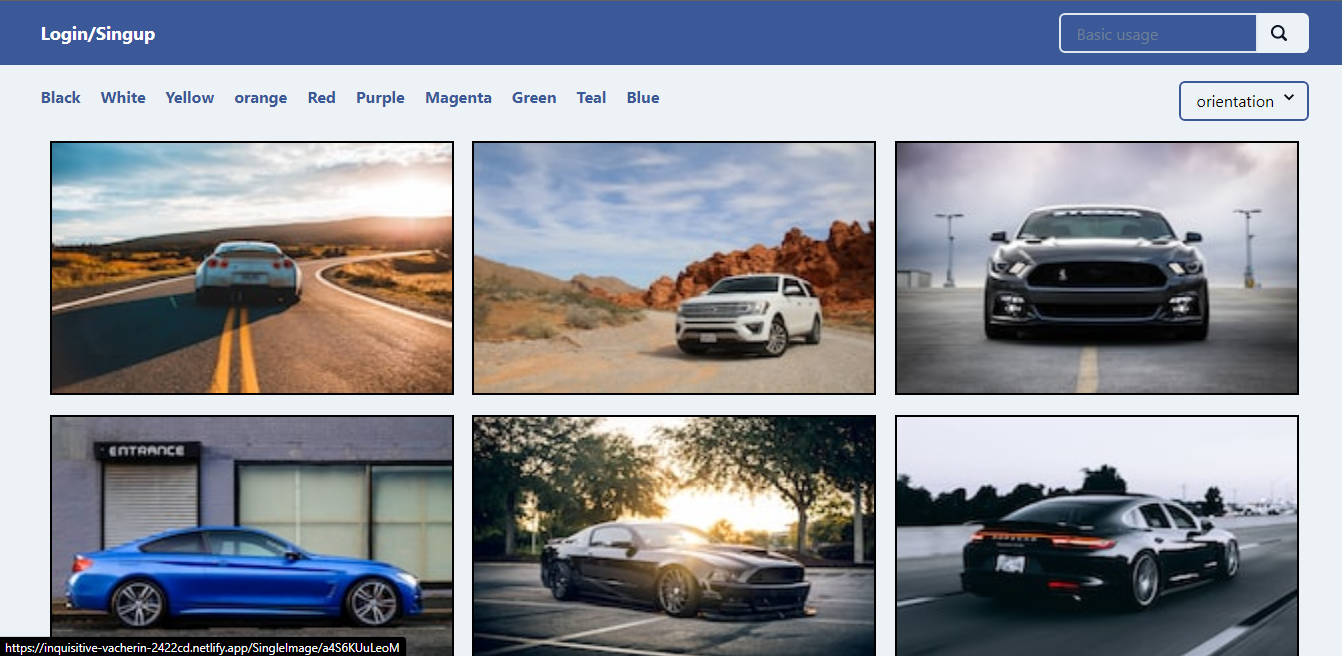 Login/Singup
Basic usage
Black White Yellow orange Red Purple Magenta Green Teal Blue
orientation
ENTRANCE
https://inquisitive-vacherin-2422cd.netlify.app/SingleImage/a4S6KUuLeoM